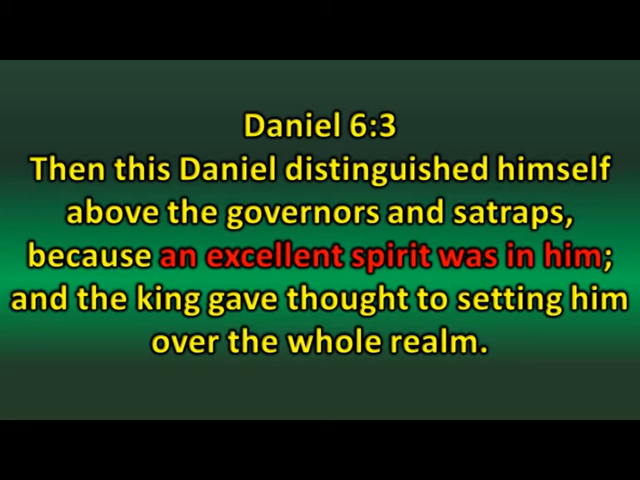 Daniel 6:3
Then this Daniel distinguished himself
above the governors and satraps,
because an excellent spirit was in him;
and the king gave thought to setting him
over the whole realm.